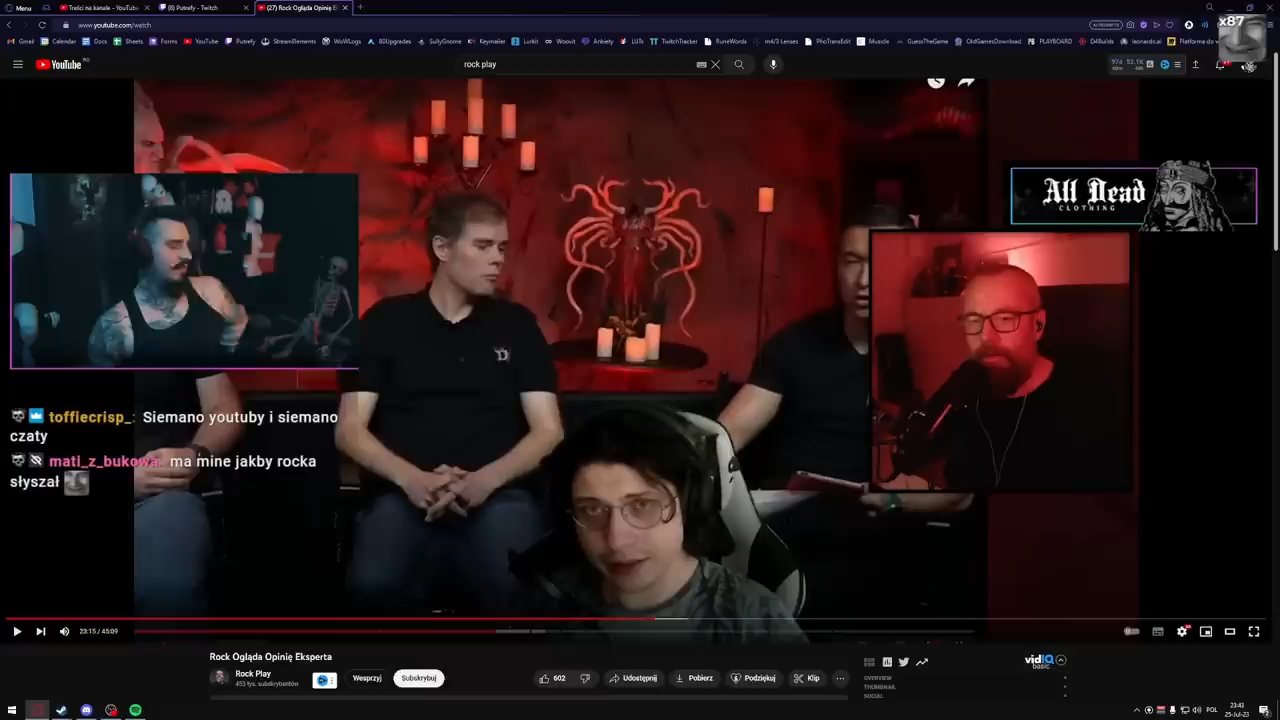 Menu
Treści na kanale - YouTube
(8) Putrefy - Twitch
(27) Rock Ogląda Opinię E
www.youtube.com/watch
x87
Gmail
Calendar
Docs
Sheets
Forms
YouTube
Putrefy
StreamElements
WoWLogs
80Upgrades
SullyGnome
Keymailer
Lurkit
Woovit
Ankiety
LUTs
TwitchTracker
RuneWords
m4/3 Lenses
PhoTransEdit
Muscle
GuessTheGame
OldGamesDownload
PLAYBOARD
D4Builds
leonardo.ai
Platforma do w
YouTube
rock play
All Dead
CLOTHING
toffiecrisp_: Siemano youtuby i siemano
czaty
mati_z_bukowa: ma mine jakby rocka
słyszał
23:15 / 45:09
Rock Ogląda Opinię Eksperta
Rock Play
453 tys. subskrybentów
Wesprzyj
Subskrybuj
602
Udostępnij
Pobierz
Podziękuj
Klip
vidIQ
basic
OVERVIEW
THUMBNAIL
SOCIAL
POL
23:43
25-Jul-23